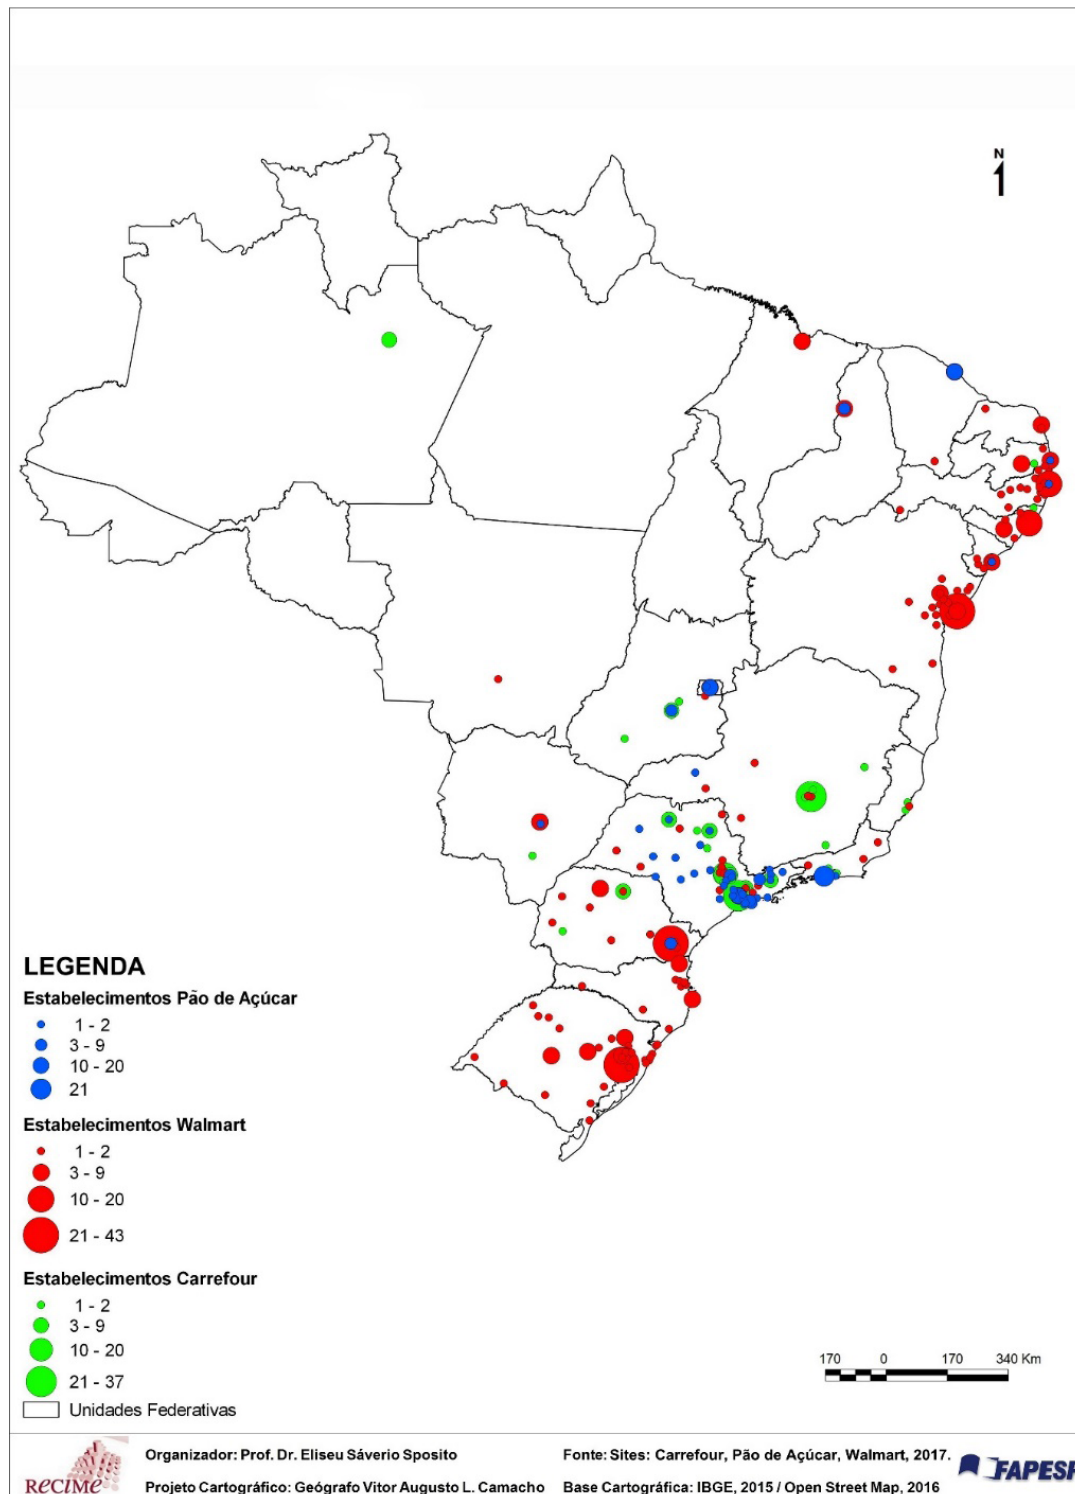 N
LEGENDA
Estabelecimentos Pão de Açúcar
1 - 2
3 - 9
10 - 20
21
Estabelecimentos Walmart
1 - 2
3 - 9
10 - 20
21 - 43
Estabelecimentos Carrefour
1 - 2
3 - 9
10 - 20
21 - 37
Unidades Federativas
170 0 170 340 Km
ReCiMe
Organizador: Prof. Dr. Eliseu Sáverio Sposito
Projeto Cartográfico: Geógrafo Vitor Augusto L. Camacho
Fonte: Sites: Carrefour, Pão de Açúcar, Walmart, 2017.
Base Cartográfica: IBGE, 2015 / Open Street Map, 2016
FAPESP